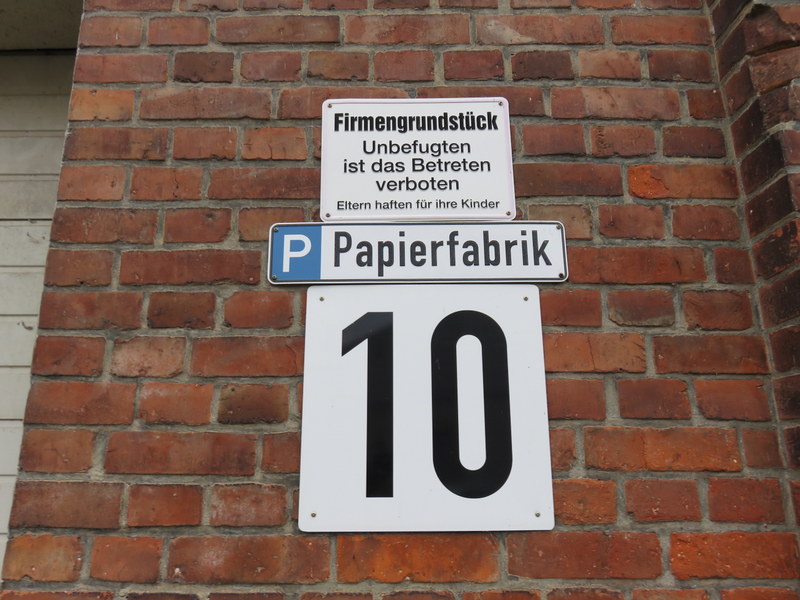 Firmengrundstück
Unbefugten
ist das Betreten
verboten
Eltern haften für ihre Kinder
P Papierfabrik
10